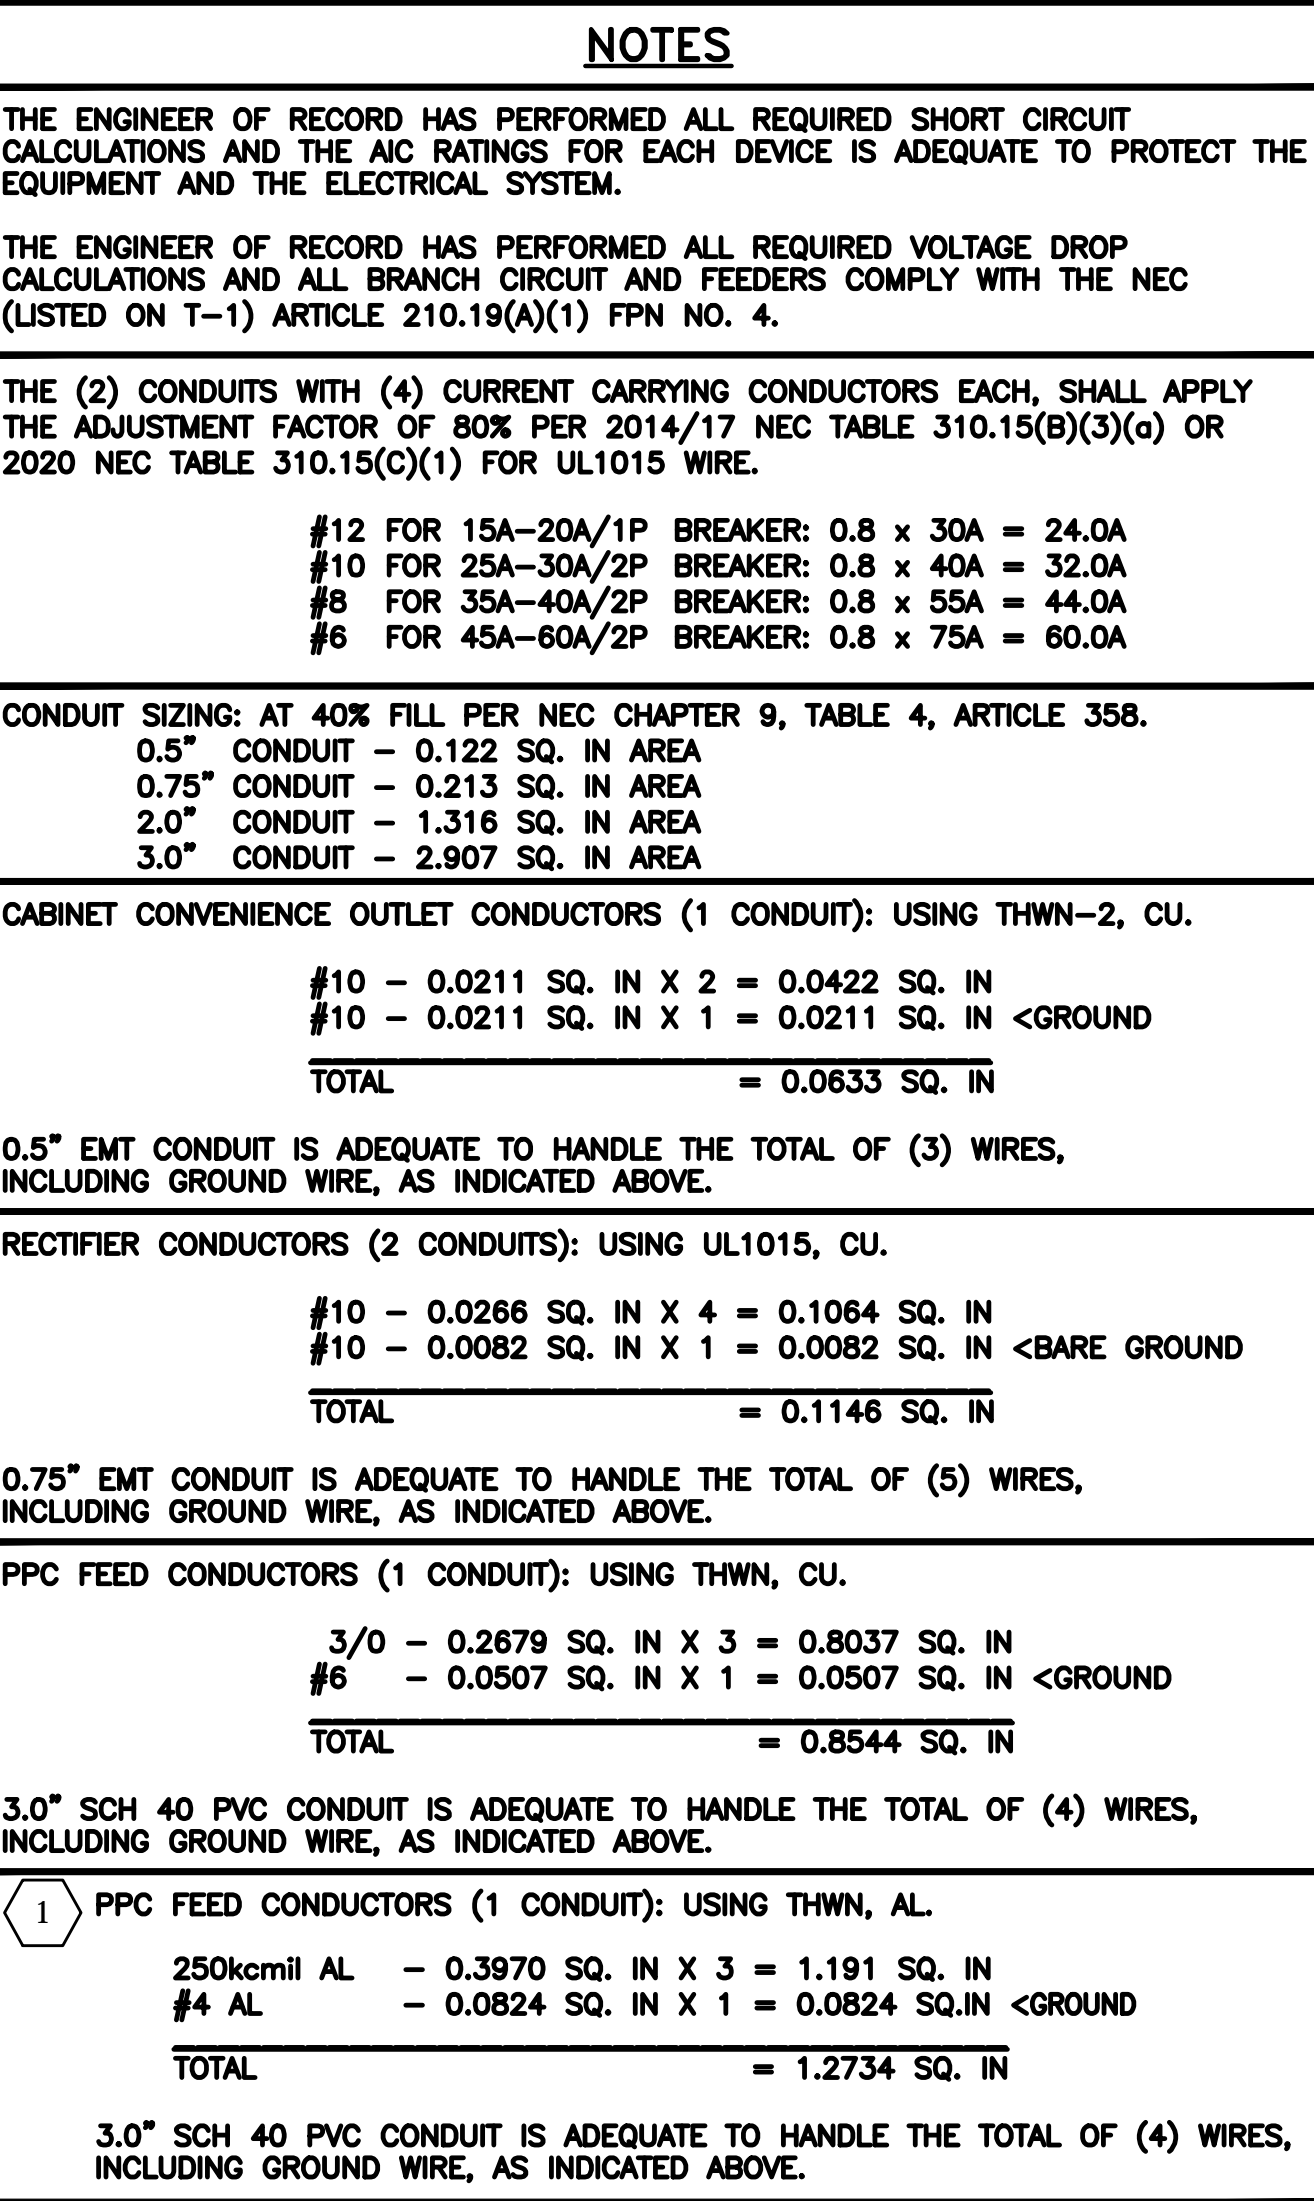 NOTES
THE ENGINEER OF RECORD HAS PERFORMED ALL REQUIRED SHORT CIRCUIT
CALCULATIONS AND THE AIC RATINGS FOR EACH DEVICE IS ADEQUATE TO PROTECT THE
EQUIPMENT AND THE ELECTRICAL SYSTEM.
THE ENGINEER OF RECORD HAS PERFORMED ALL REQUIRED VOLTAGE DROP
CALCULATIONS AND ALL BRANCH CIRCUIT AND FEEDERS COMPLY WITH THE NEC
(LISTED ON T-1) ARTICLE 210.19(A)(1) FPN NO. 4.
THE (2) CONDUITS WITH (4) CURRENT CARRYING CONDUCTORS EACH, SHALL APPLY
THE ADJUSTMENT FACTOR OF 80% PER 2014/17 NEC TABLE 310.15(B)(3)(a) OR
2020 NEC TABLE 310.15(C)(1) FOR UL1015 WIRE.
#12 FOR 15A-20A/1P BREAKER: 0.8 x 30A = 24.0A
#10 FOR 25A-30A/2P BREAKER: 0.8 x 40A = 32.0A
#8 FOR 35A-40A/2P BREAKER: 0.8 x 55A = 44.0A
#6 FOR 45A-60A/2P BREAKER: 0.8 x 75A = 60.0A
CONDUIT SIZING: AT 40% FILL PER NEC CHAPTER 9, TABLE 4, ARTICLE 358.
0.5" CONDUIT - 0.122 SQ. IN AREA
0.75" CONDUIT - 0.213 SQ. IN AREA
2.0" CONDUIT - 1.316 SQ. IN AREA
3.0" CONDUIT - 2.907 SQ. IN AREA
CABINET CONVENIENCE OUTLET CONDUCTORS (1 CONDUIT): USING THWN-2, CU.
#10 - 0.0211 SQ. IN X 2 = 0.0422 SQ. IN
#10 - 0.0211 SQ. IN X 1 = 0.0211 SQ. IN <GROUND
TOTAL = 0.0633 SQ. IN
0.5" EMT CONDUIT IS ADEQUATE TO HANDLE THE TOTAL OF (3) WIRES,
INCLUDING GROUND WIRE, AS INDICATED ABOVE.
RECTIFIER CONDUCTORS (2 CONDUITS): USING UL1015, CU.
#10 - 0.0266 SQ. IN X 4 = 0.1064 SQ. IN
#10 - 0.0082 SQ. IN X 1 = 0.0082 SQ. IN <BARE GROUND
TOTAL = 0.1146 SQ. IN
0.75" EMT CONDUIT IS ADEQUATE TO HANDLE THE TOTAL OF (5) WIRES,
INCLUDING GROUND WIRE, AS INDICATED ABOVE.
PPC FEED CONDUCTORS (1 CONDUIT): USING THWN, CU.
3/0 - 0.2679 SQ. IN X 3 = 0.8037 SQ. IN
#6 - 0.0507 SQ. IN X 1 = 0.0507 SQ. IN <GROUND
TOTAL = 0.8544 SQ. IN
3.0" SCH 40 PVC CONDUIT IS ADEQUATE TO HANDLE THE TOTAL OF (4) WIRES,
INCLUDING GROUND WIRE, AS INDICATED ABOVE.
1 PPC FEED CONDUCTORS (1 CONDUIT): USING THWN, AL.
250kcmil AL - 0.3970 SQ. IN X 3 = 1.191 SQ. IN
#4 AL - 0.0824 SQ. IN X 1 = 0.0824 SQ.IN <GROUND
TOTAL = 1.2734 SQ. IN
3.0" SCH 40 PVC CONDUIT IS ADEQUATE TO HANDLE THE TOTAL OF (4) WIRES,
INCLUDING GROUND WIRE, AS INDICATED ABOVE.